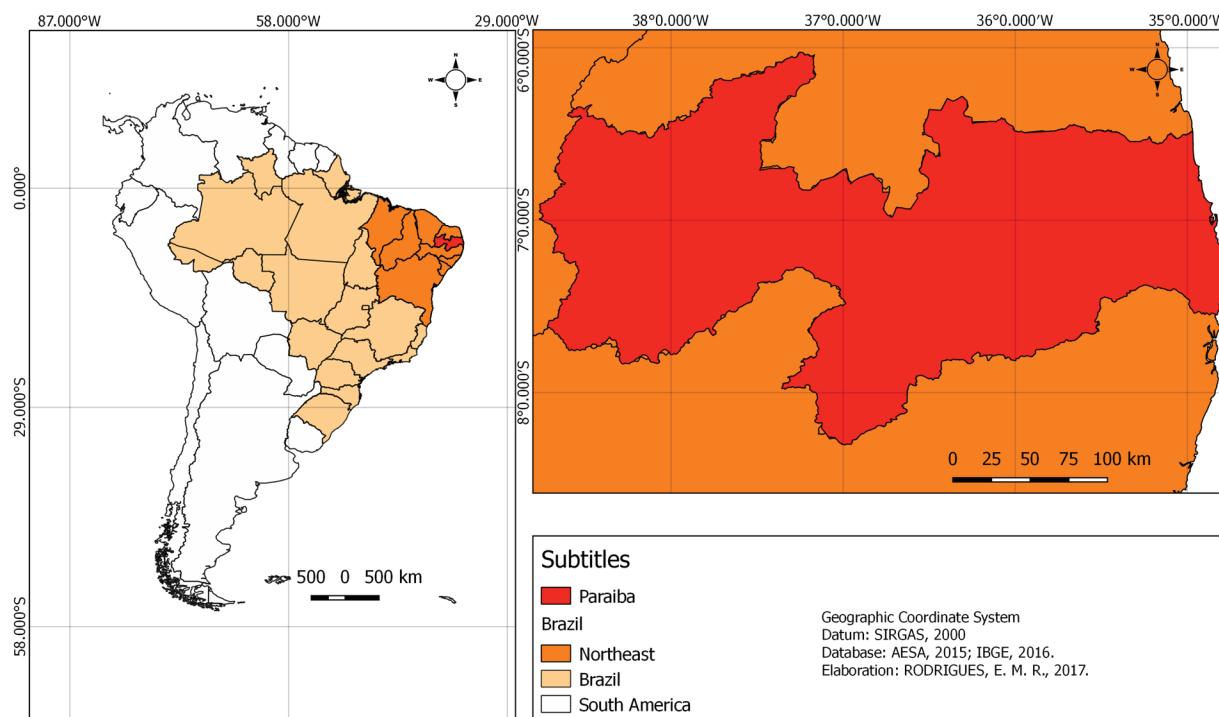 87.000°W 58.000°W 29.000°W
0.000°
29.000°S
58.000°S
N
W E
S
500 0 500 km
38°0.000'W 37°0.000'W 36°0.000'W 35°0.000'W
6°0.000'S
7°0.000'S
8°0.000'S
N
W E
S
0 25 50 75 100 km
Subtitles
Paraiba
Brazil
Northeast
Brazil
South America
Geographic Coordinate System
Datum: SIRGAS, 2000
Database: AESA, 2015; IBGE, 2016.
Elaboration: RODRIGUES, E. M. R., 2017.